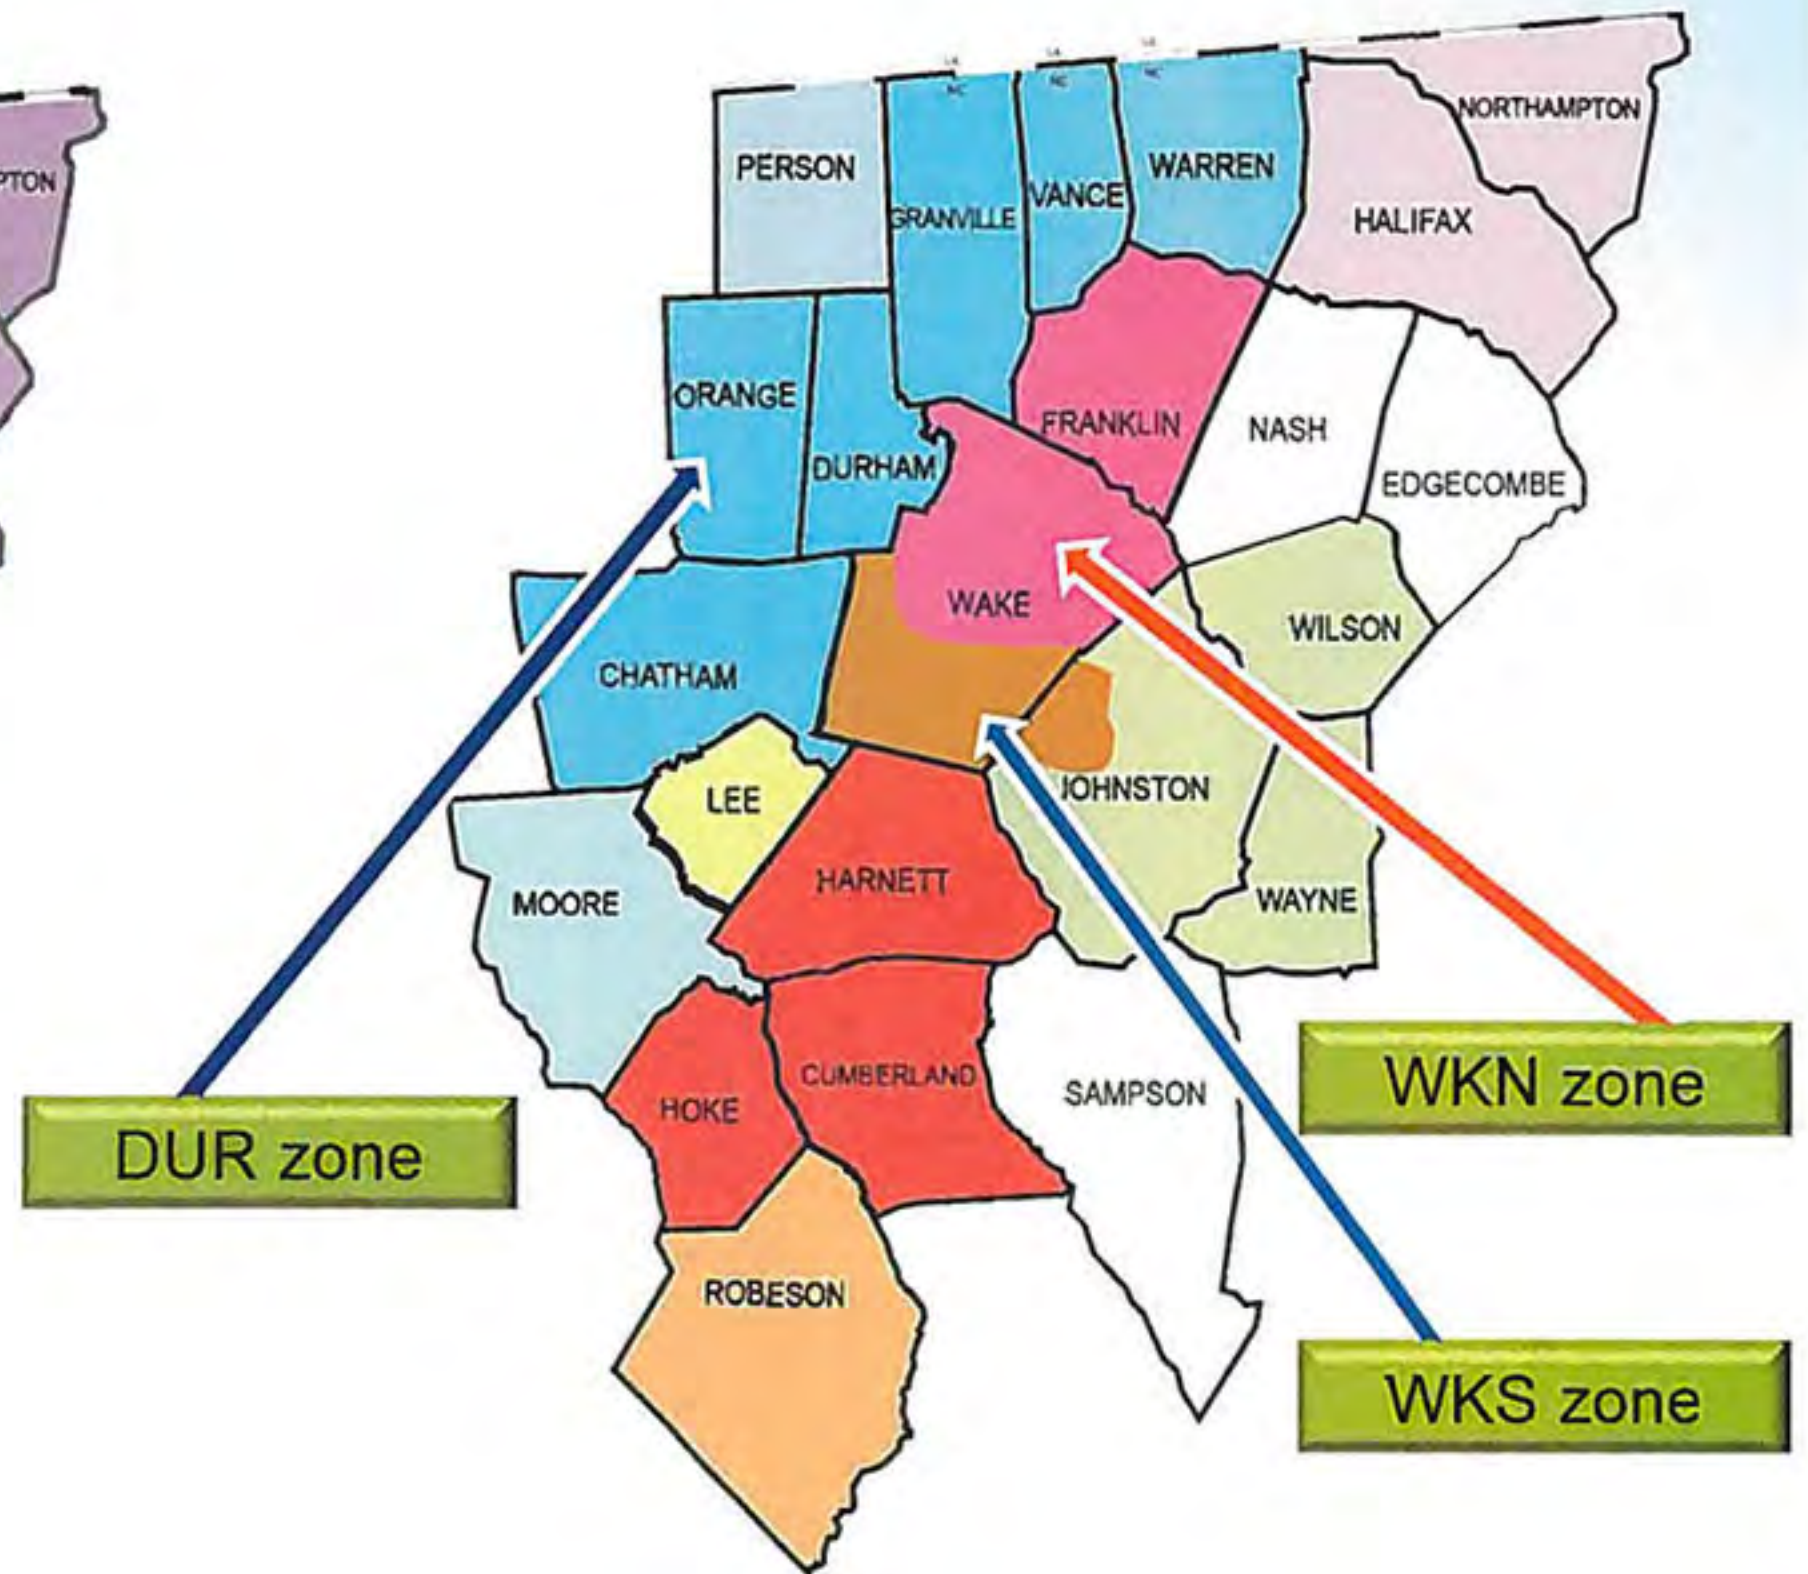 PTON
NORTHAMPTON
PERSON
WARREN
VANCE
GRANVILLE
HALIFAX
ORANGE
FRANKLIN
NASH
DURHAM
EDGECOMBE
WAKE
WILSON
CHATHAM
LEE
JOHNSTON
HARNETT
MOORE
WAYNE
CUMBERLAND
HOKE
SAMPSON
WKN zone
DUR zone
ROBESON
WKS zone